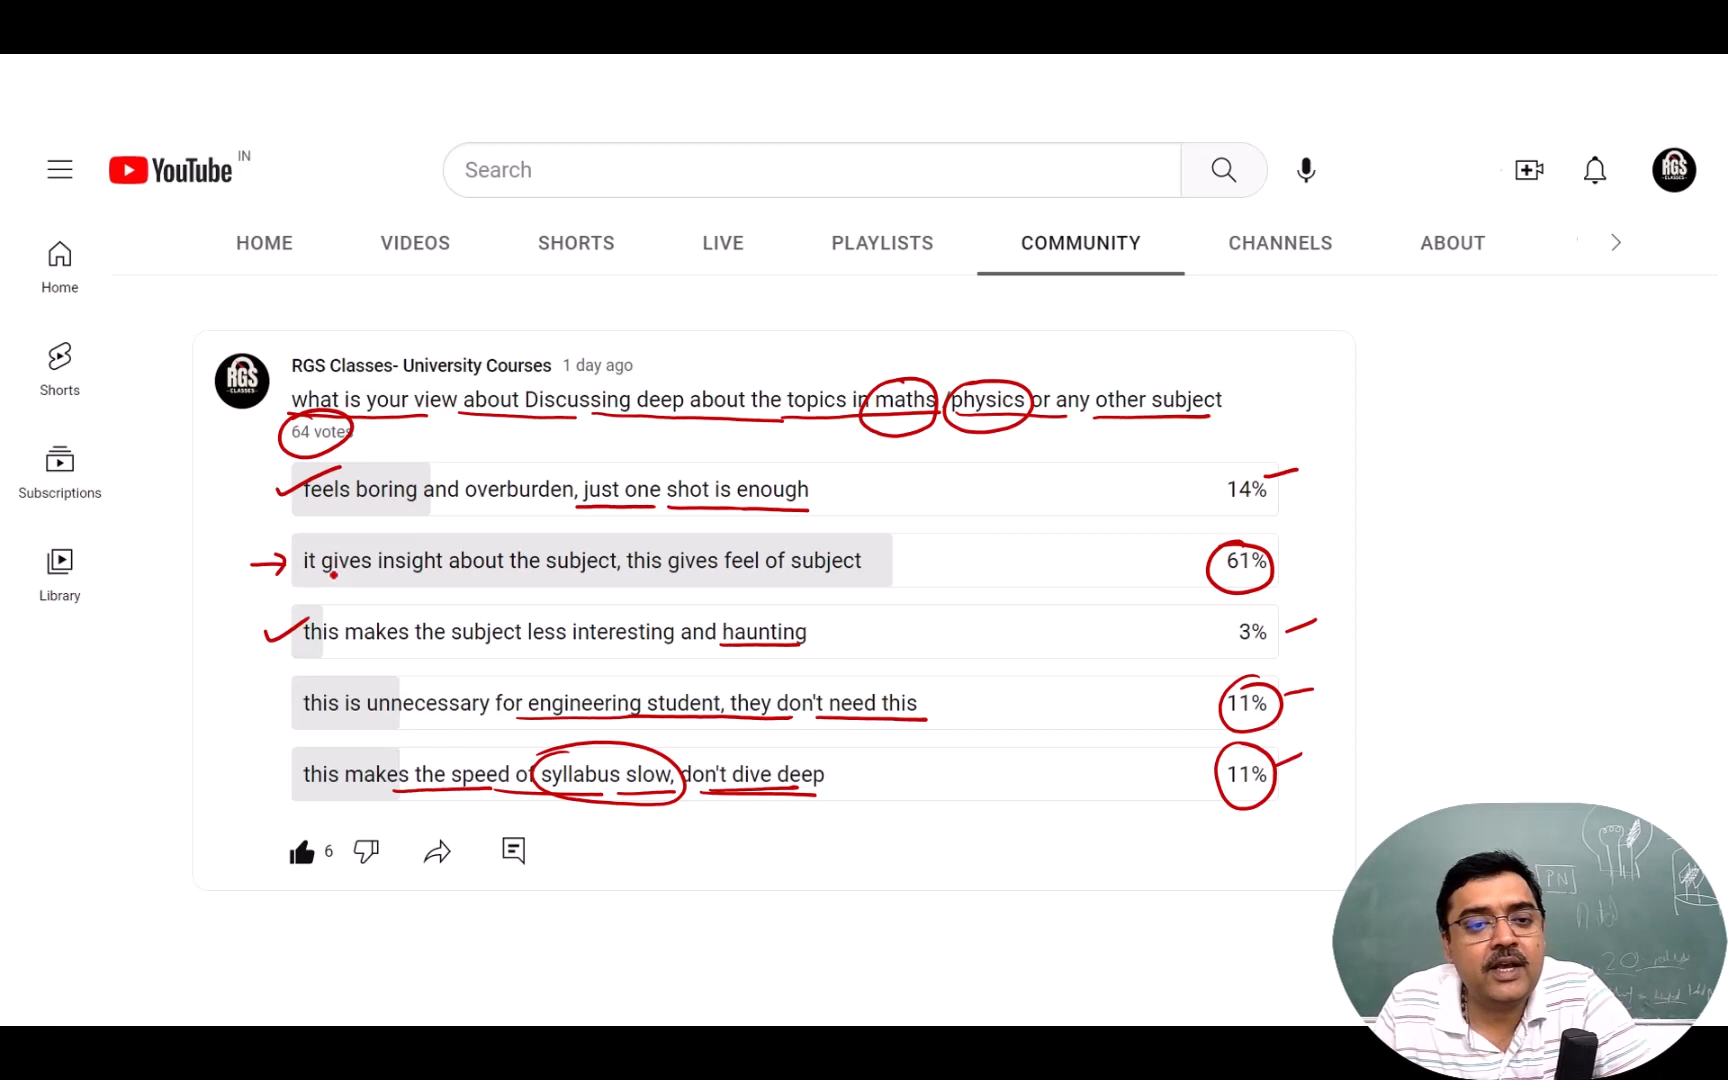 YouTube IN
Search
RGS CLASSES
HOME VIDEOS SHORTS LIVE PLAYLISTS COMMUNITY CHANNELS ABOUT
Home
Shorts
Subscriptions
Library
RGS CLASSES
RGS Classes- University Courses 1 day ago
what is your view about Discussing deep about the topics in maths /physics or any other subject
64 votes
feels boring and overburden, just one shot is enough 14%
it gives insight about the subject, this gives feel of subject 61%
this makes the subject less interesting and haunting 3%
this is unnecessary for engineering student, they don't need this 11%
this makes the speed of syllabus slow, don't dive deep 11%
6
PN